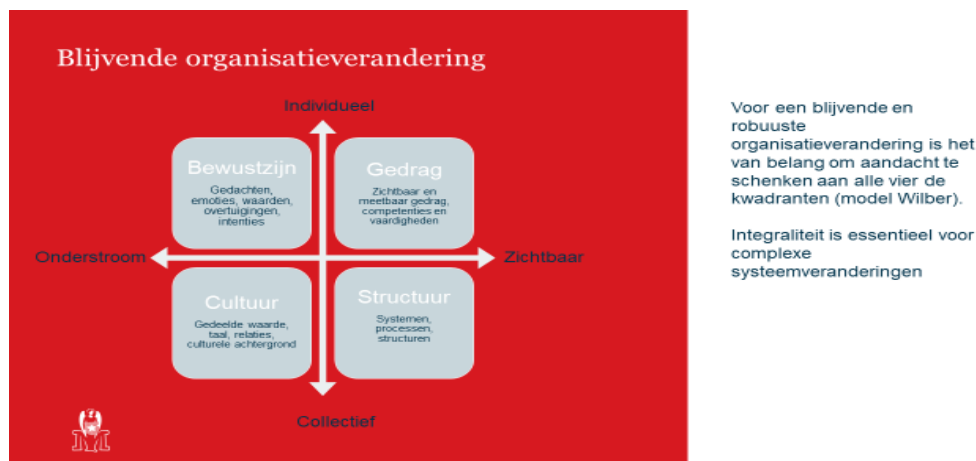 Blijvende organisatieverandering
Individueel
Bewustzijn
Gedachten,
emoties, waarden,
overtuigingen,
intenties
Gedrag
Zichtbaar en
meetbaar gedrag,
competenties en
vaardigheden
Onderstroom
Zichtbaar
Cultuur
Gedeelde waarde,
taal, relaties,
culturele achtergrond
Structuur
Systemen,
processen,
structuren
Collectief
Voor een blijvende en
robuuste
organisatieverandering is het
van belang om aandacht te
schenken aan alle vier de
kwadranten (model Wilber).
Integraliteit is essentieel voor
complexe
systeemveranderingen